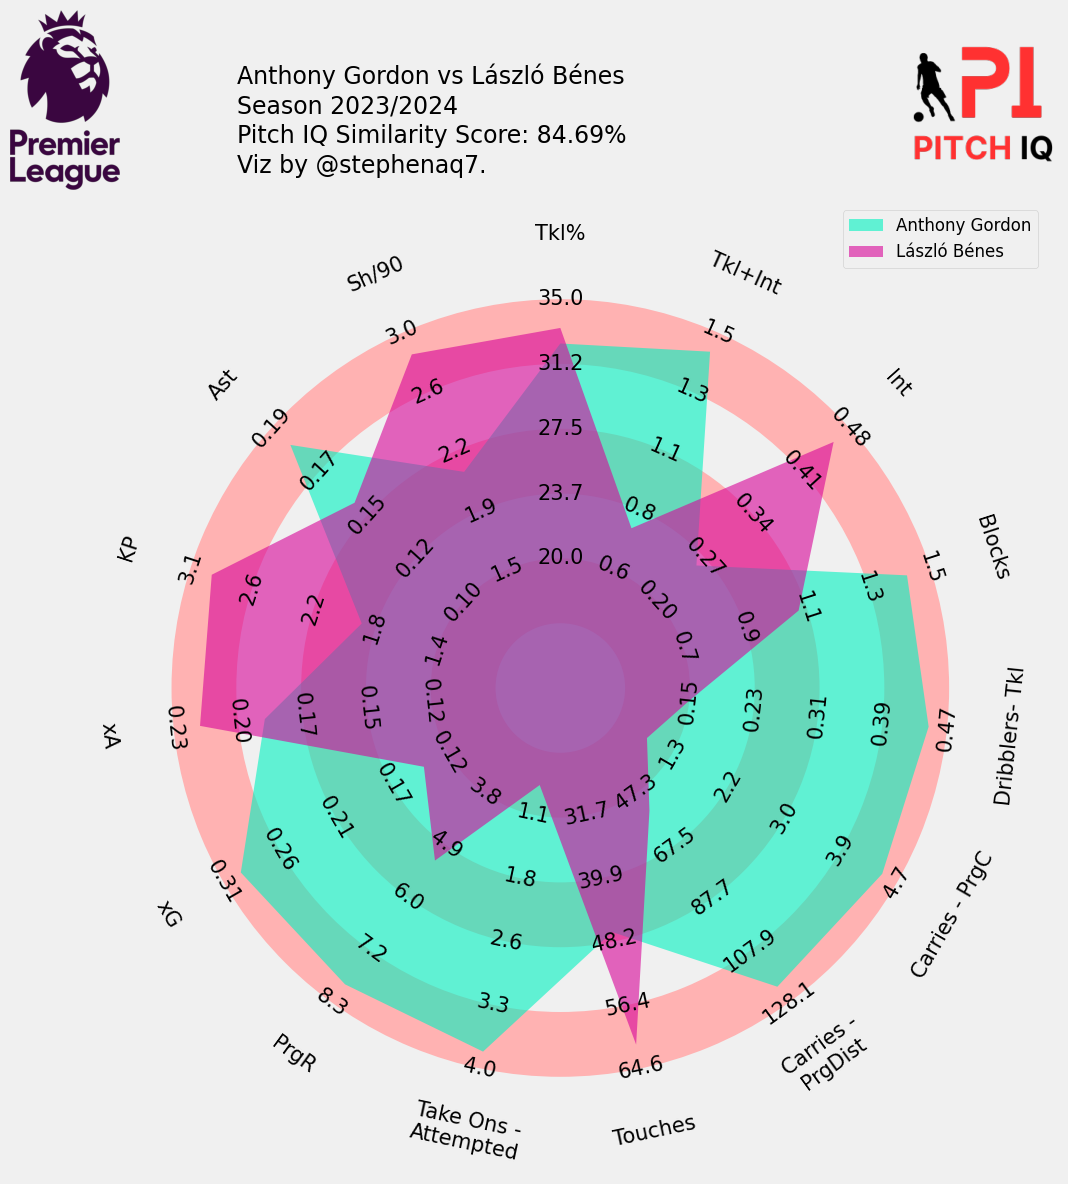 Premier
League
Anthony Gordon vs László Bénes
Season 2023/2024
Pitch IQ Similarity Score: 84.69%
Viz by @stephenaq7.
PI
PITCH IQ
Anthony Gordon
László Bénes
Tkl%
35.0
31.2
27.5
23.7
20.0
Tkl+Int
1.5
1.3
1.1
0.8
0.6
Int
0.48
0.41
0.34
0.27
0.20
Blocks
1.5
1.3
1.1
0.9
0.7
Dribblers- Tkl
0.47
0.39
0.31
0.23
0.15
Carries - PrgC
4.7
3.9
3.0
2.2
1.3
Carries -
PrgDist
128.1
107.9
87.7
67.5
47.3
Touches
64.6
56.4
48.2
39.9
31.7
Take Ons -
Attempted
4.0
3.3
2.6
1.8
1.1
PrgR
8.3
7.2
6.0
4.9
3.8
xG
0.31
0.26
0.21
0.17
0.12
xA
0.23
0.20
0.17
0.15
0.12
KP
3.1
2.6
2.2
1.8
1.4
Ast
0.19
0.17
0.15
0.12
0.10
Sh/90
3.0
2.6
2.2
1.9
1.5